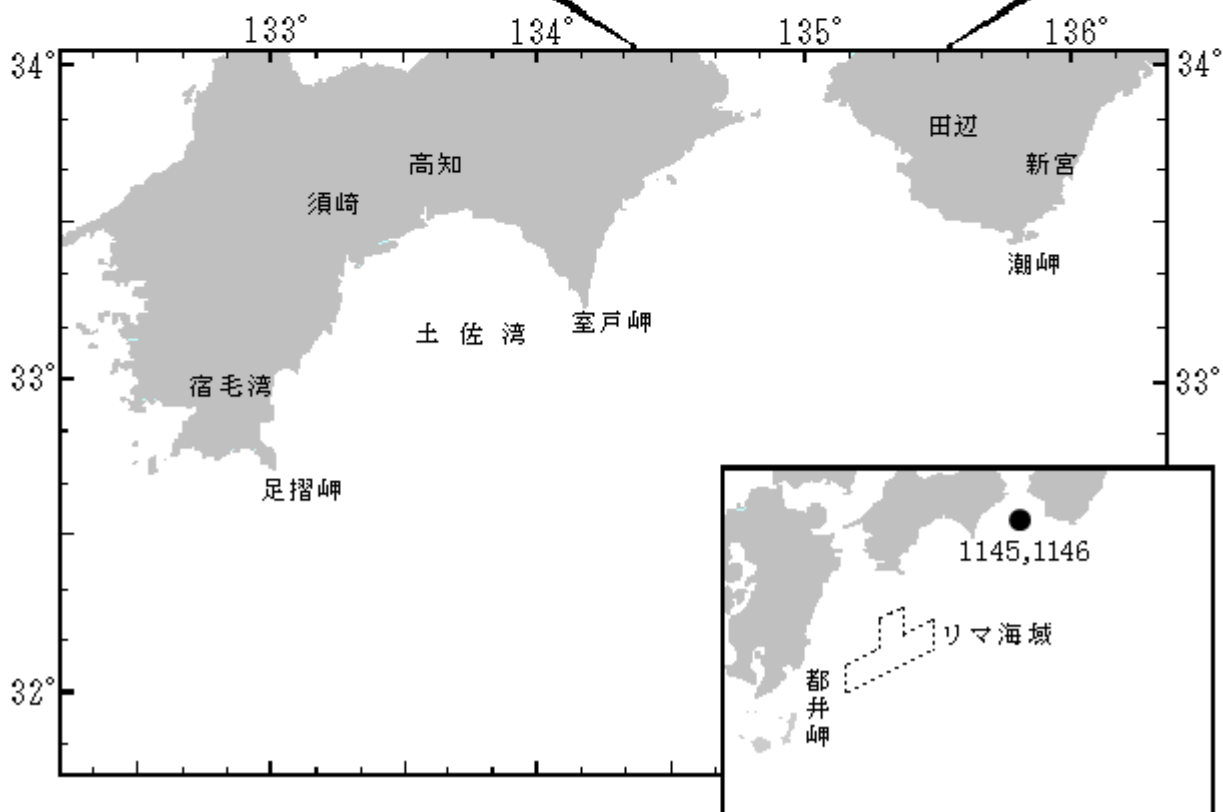 133° 134° 135° 136°
34° 34°
田辺
高知 新宮
須崎
潮岬
土佐湾 室戸岬
33° 33°
宿毛湾
足摺岬
1145,1146
リマ海域
32°
都井岬